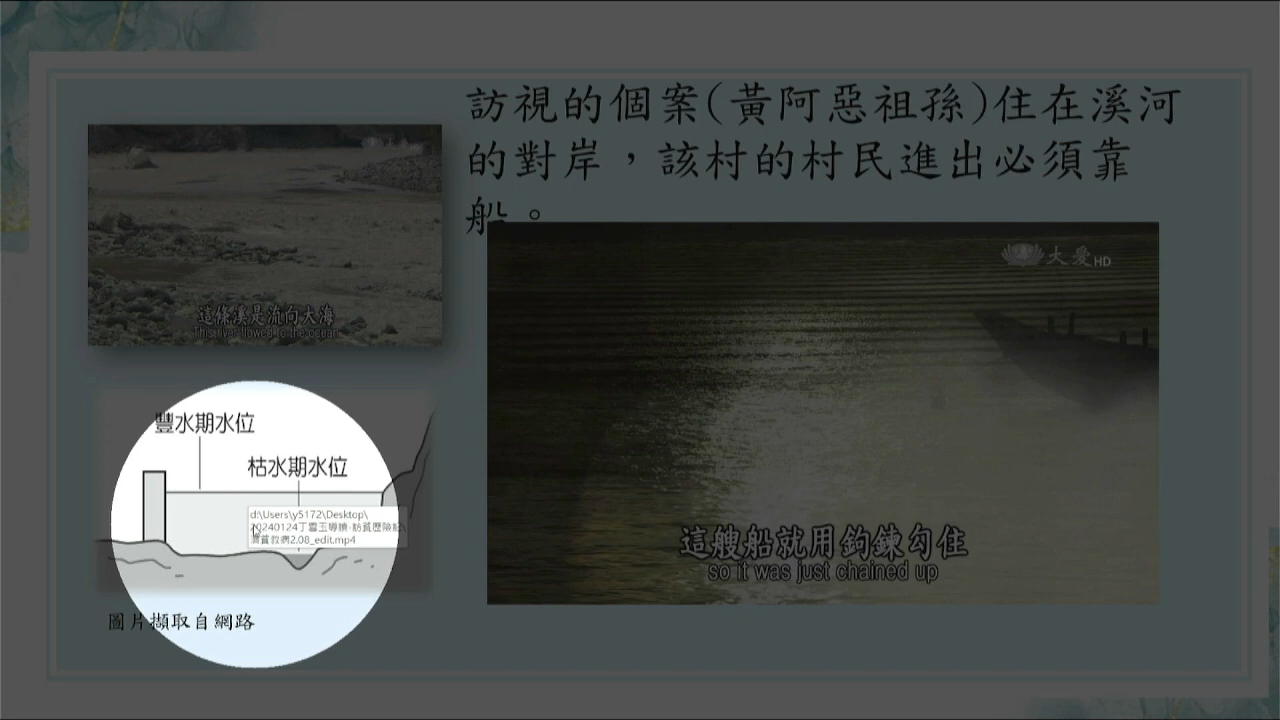 訪視的個案(黃阿惡祖孫)住在溪河
的對岸，該村的村民進出必須靠
船。
這條溪是流向大海
This river flowed to the ocean
大愛HD
這艘船就用鉤鍊勾住
so it was just chained up
豐水期水位
枯水期水位
d:\Users\y5172\Desktop\
20240124丁雪玉導讀-訪貧歷險記\
濟貧教病2.08_edit.mp4
圖片擷取自網路